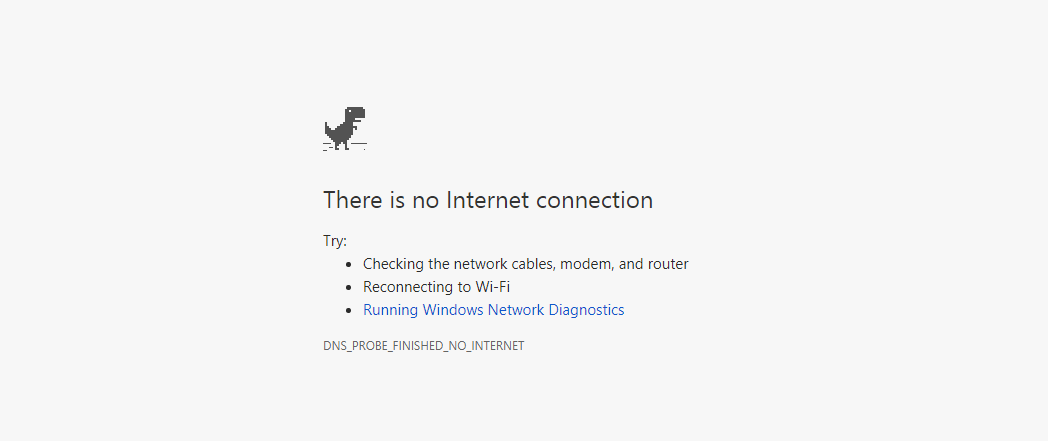 There is no Internet connection
Try:
Checking the network cables, modem, and router
Reconnecting to Wi-Fi
Running Windows Network Diagnostics
DNS_PROBE_FINISHED_NO_INTERNET